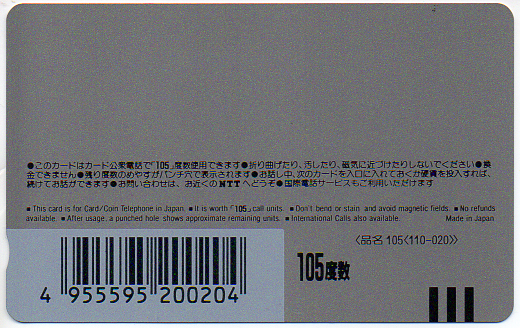 ●このカードはカード公衆電話で「105」度数使用できます●折り曲げたり、汚したり、磁気に近づけたりしないでください●換
金できません●残り度数のめやすがパンチ穴で表示されます●お話し中、次のカードを入口に入れておくか硬貨を投入すれば、
続けてお話ができます●お問い合わせは、お近くのNTTへどうぞ●国際電話サービスもご利用いただけます
■ This card is for Card/Coin Telephone in Japan. ■ It is worth「105」call units. ■ Don't bend or stain and avoid magnetic fields. ■ No refunds
available. ■ After usage, a punched hole shows approximate remaining units. ■ International Calls also available. Made in Japan
〈品名 105〈110-020〉〉
105度数
4 955595 200204